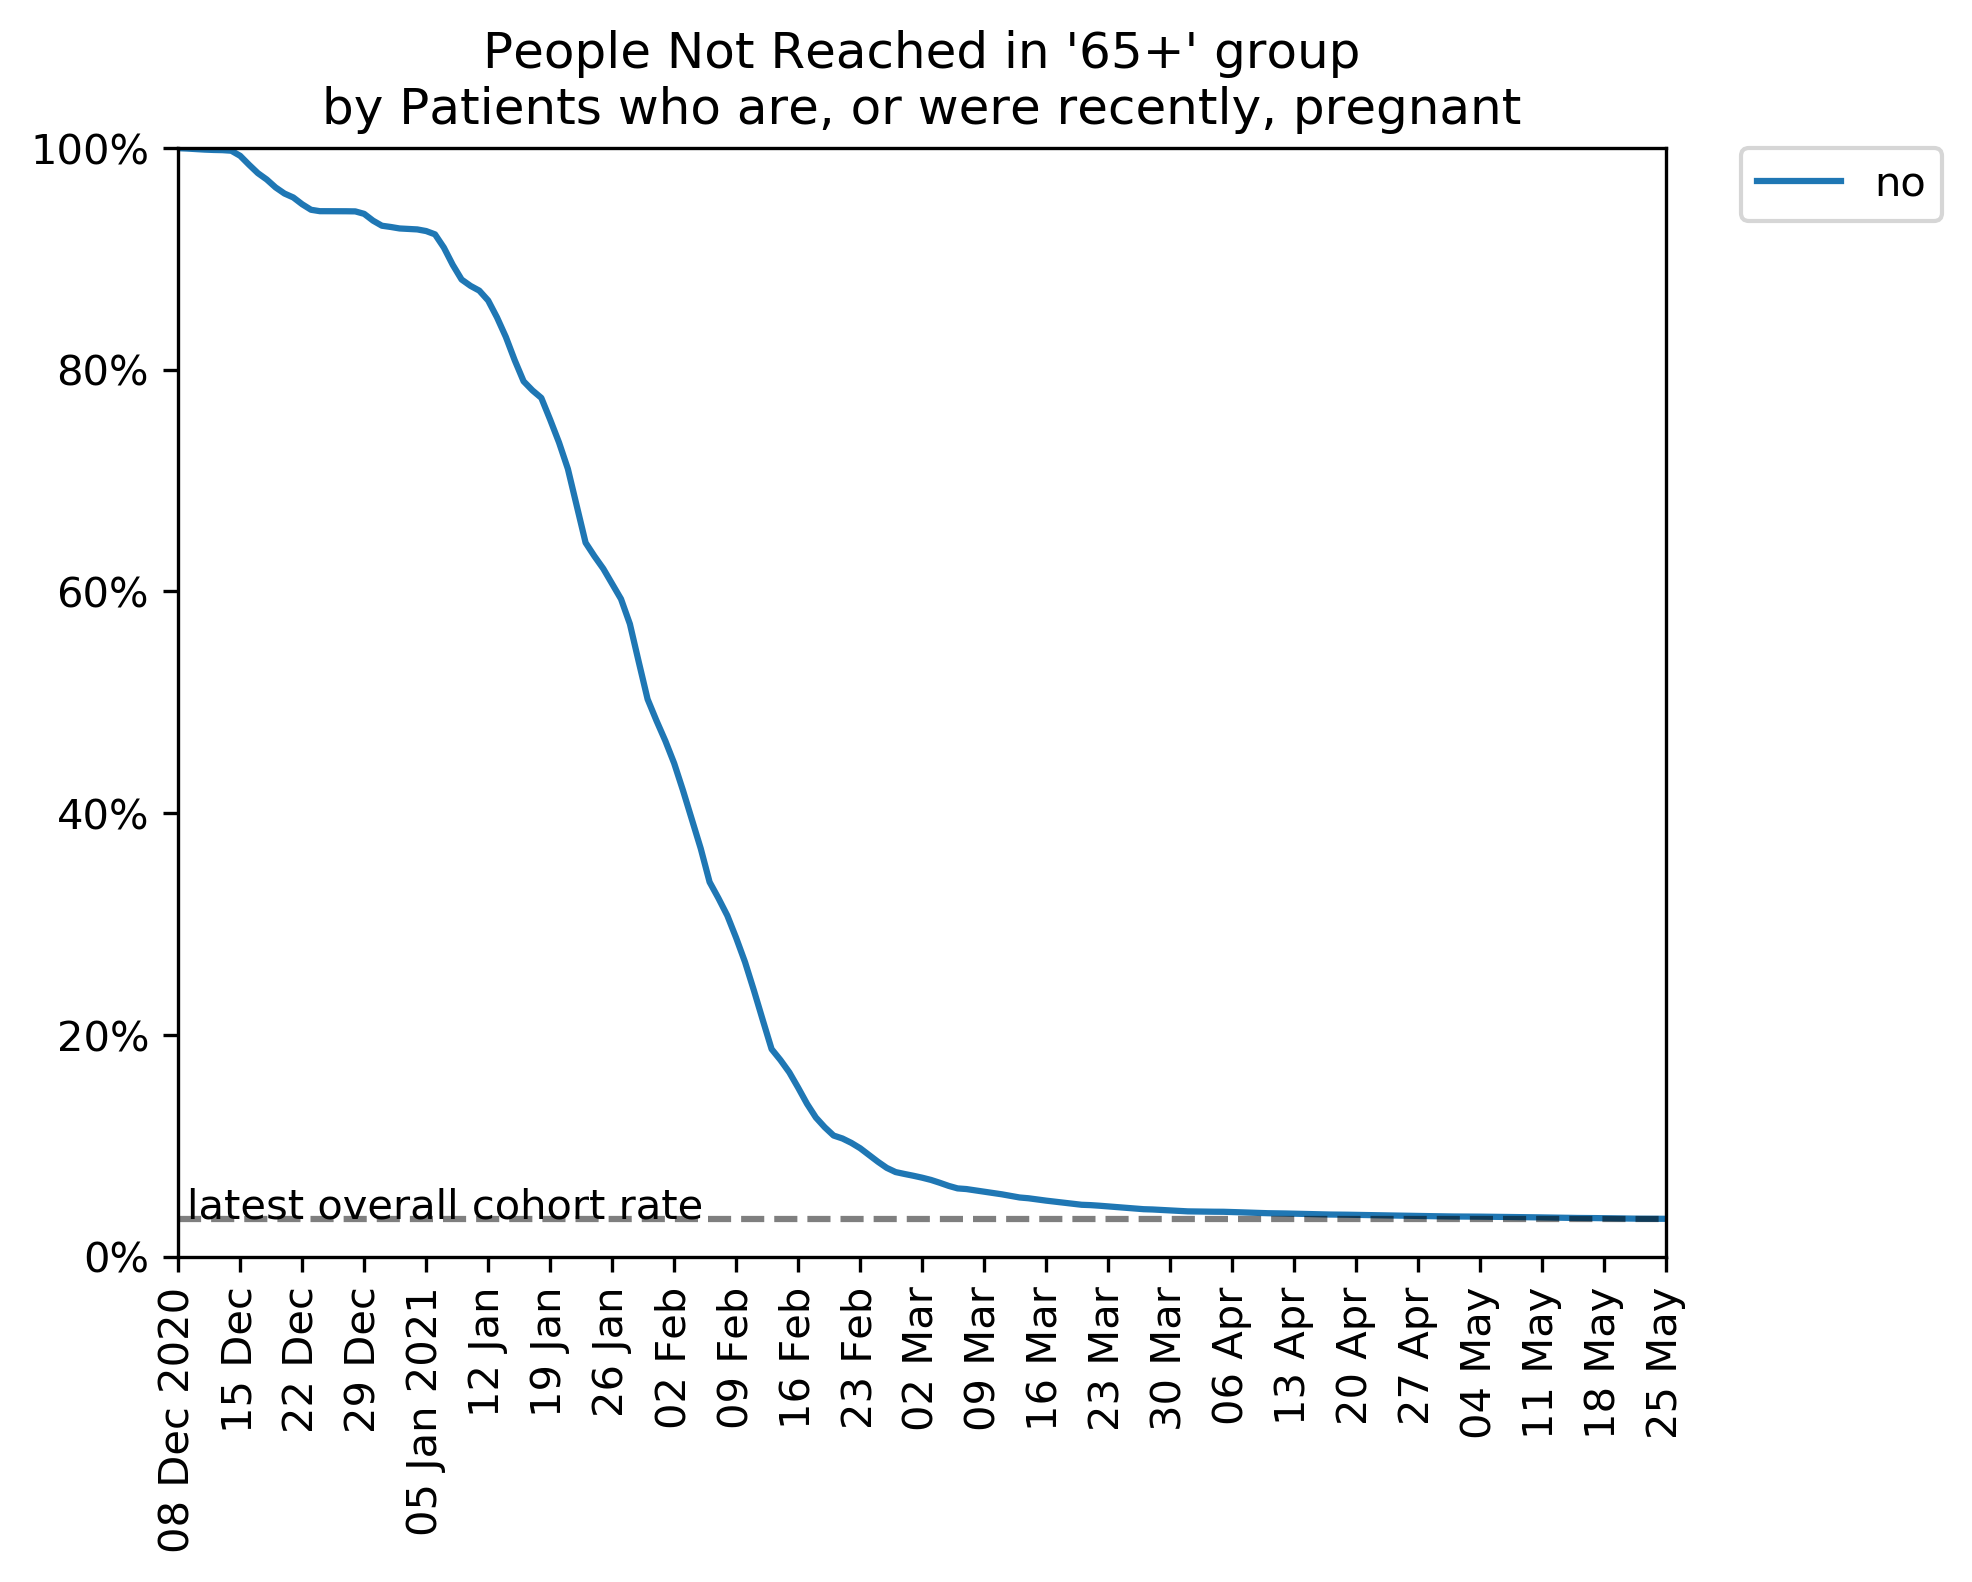 People Not Reached in '65+' group
by Patients who are, or were recently, pregnant
no
100%
80%
60%
40%
20%
0%
latest overall cohort rate
08 Dec 2020
15 Dec
22 Dec
29 Dec
05 Jan 2021
12 Jan
19 Jan
26 Jan
02 Feb
09 Feb
16 Feb
23 Feb
02 Mar
09 Mar
16 Mar
23 Mar
30 Mar
06 Apr
13 Apr
20 Apr
27 Apr
04 May
11 May
18 May
25 May